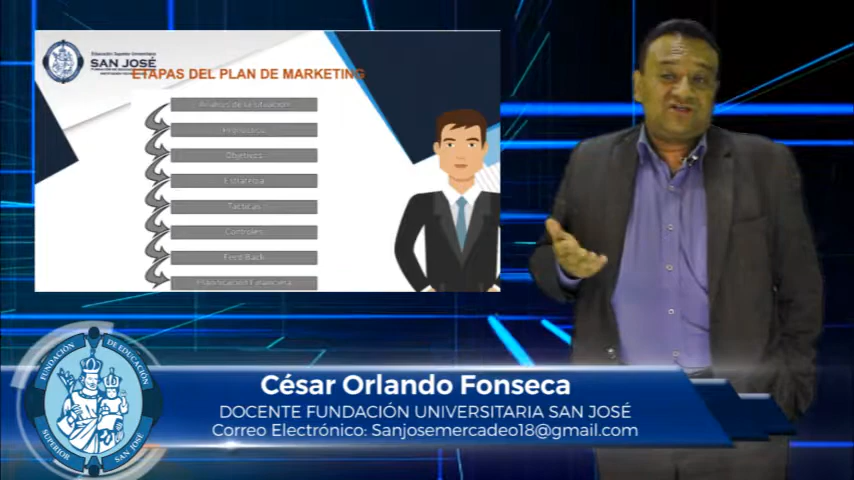 SAN JOSÉ
ETAPAS DEL PLAN DE MARKETING
Análisis de la situación
Pronóstico
Objetivos
Estrategia
Tácticas
Controles
Feed Back
Planificación Financiera
César Orlando Fonseca
DOCENTE FUNDACIÓN UNIVERSITARIA SAN JOSÉ
Correo Electrónico: Sanjosemercadeo18@gmail.com
FUNDACIÓN
DE EDUCACIÓN
SUPERIOR
SAN JOSÉ